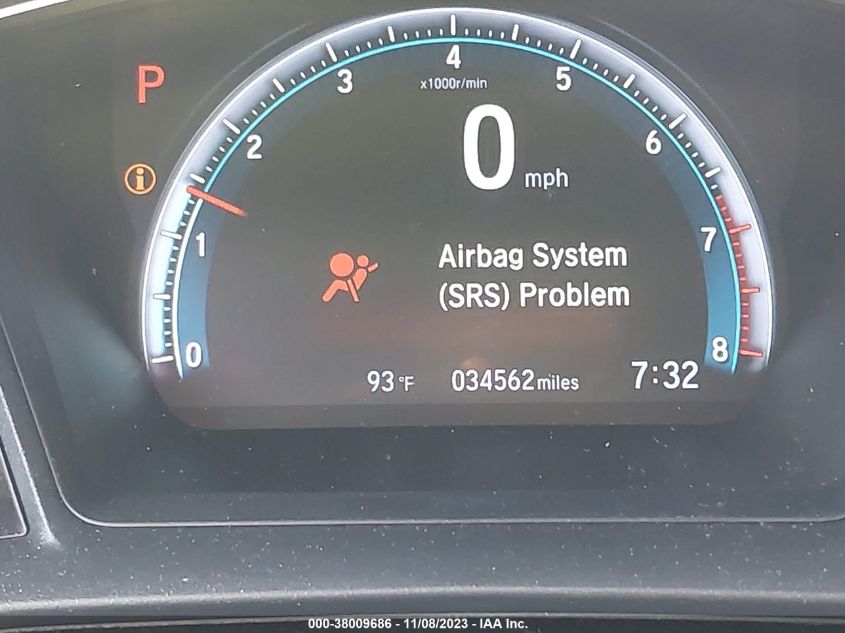 P
4
x1000r/min
3
5
0 mph
2
6
i
1
7
Airbag System
(SRS) Problem
0
8
93 °F
034562 miles
7:32
000-38009686 - 11/08/2023 - IAA Inc.